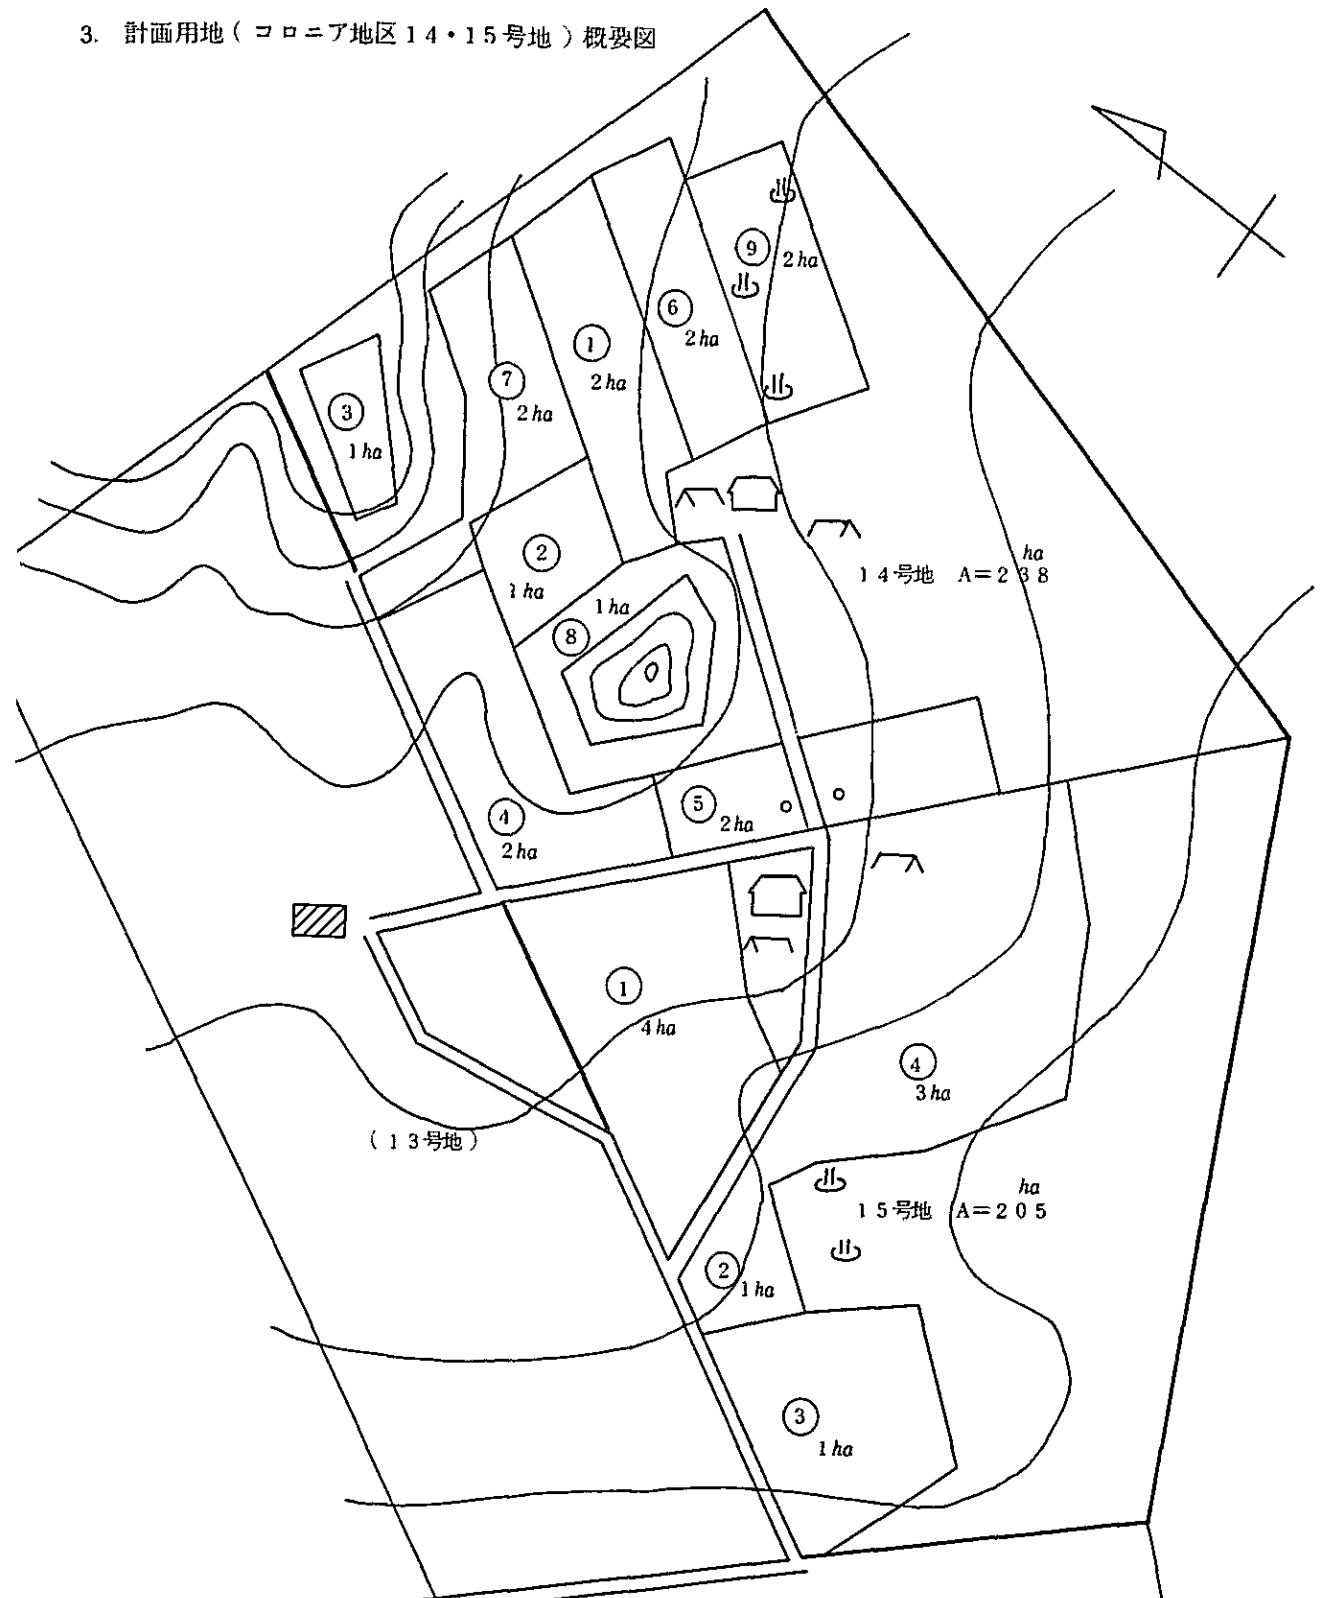 3. 計画用地(コロニア地区14・15号地)概要図
⑨
2ha
⑥
2ha
①
2ha
⑦
2ha
③
1ha
②
1ha
1ha
⑧
ha
14号地 A=238
④
2ha
⑤
2ha
①
4ha
④
3ha
(13号地)
ha
15号地 A=205
②
1ha
③
1ha